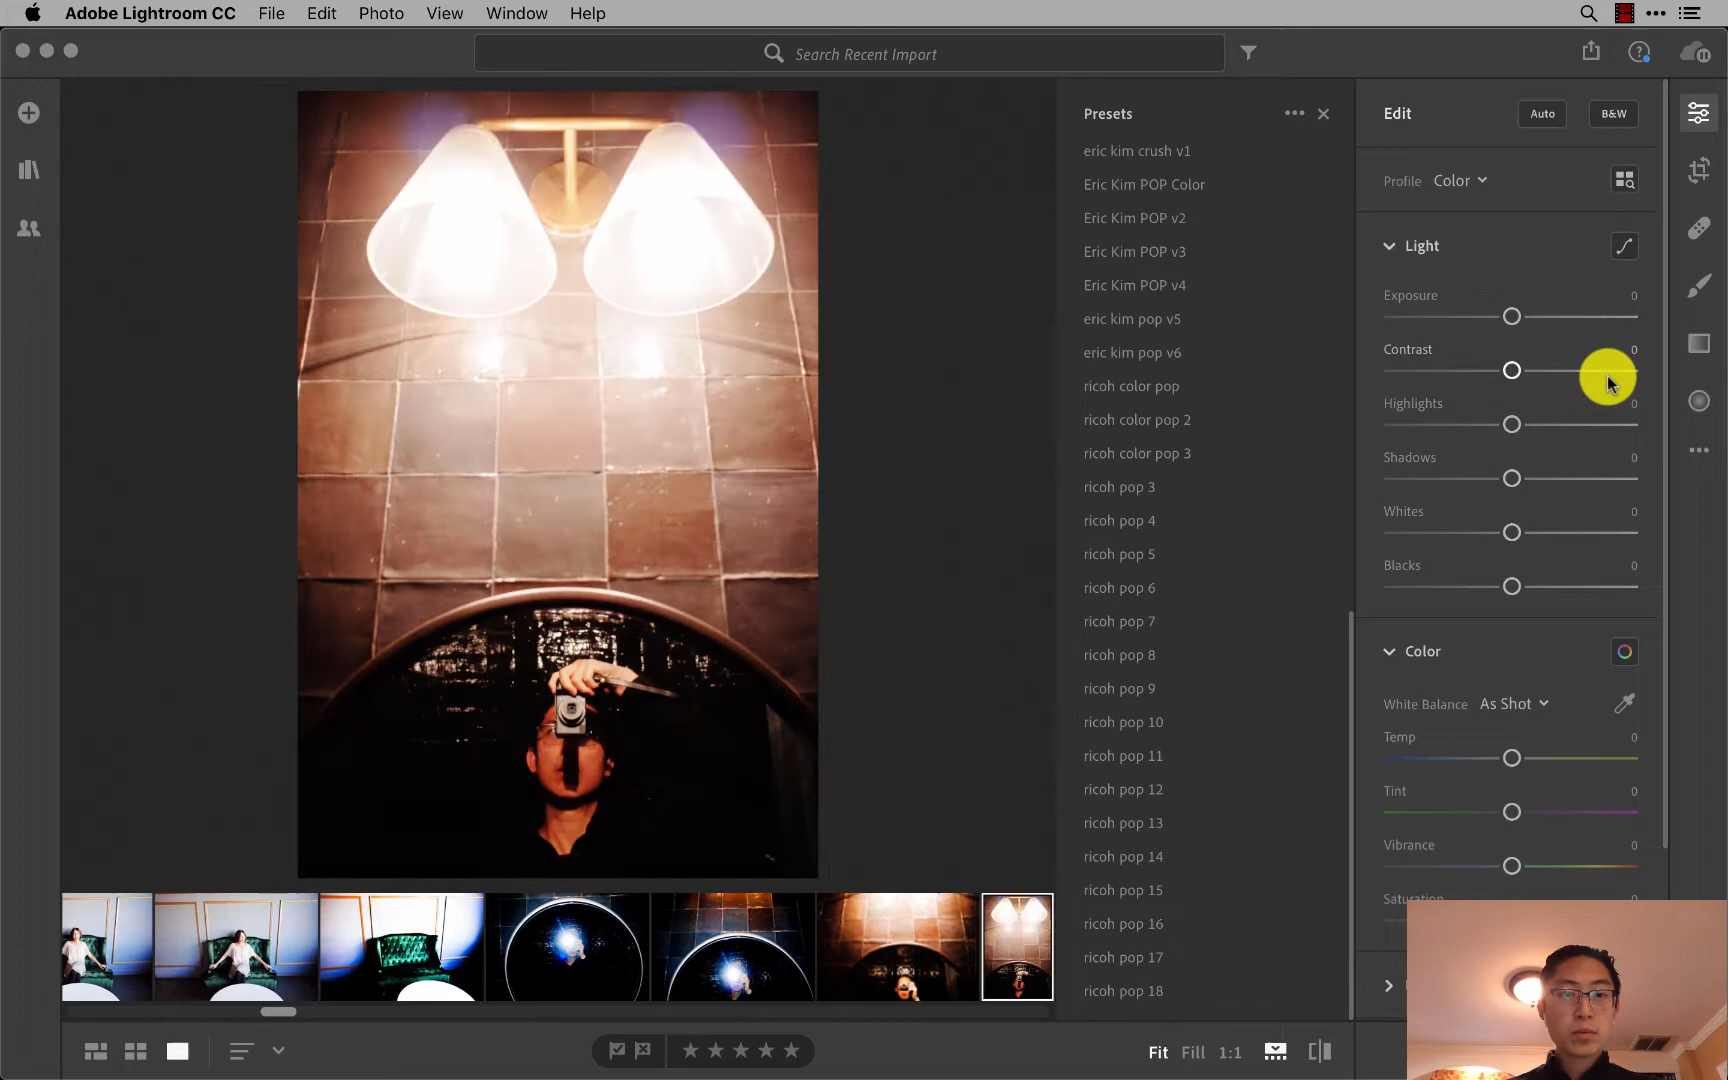 Adobe Lightroom CC File Edit Photo View Window Help
Search Recent Import
Presets
eric kim crush v1
Eric Kim POP Color
Eric Kim POP v2
Eric Kim POP v3
Eric Kim POP v4
eric kim pop v5
eric kim pop v6
ricoh color pop
ricoh color pop 2
ricoh color pop 3
ricoh pop 3
ricoh pop 4
ricoh pop 5
ricoh pop 6
ricoh pop 7
ricoh pop 8
ricoh pop 9
ricoh pop 10
ricoh pop 11
ricoh pop 12
ricoh pop 13
ricoh pop 14
ricoh pop 15
ricoh pop 16
ricoh pop 17
ricoh pop 18
Edit Auto B&W
Profile Color
Light
Exposure 0
Contrast 0
Highlights 0
Shadows 0
Whites 0
Blacks 0
Color
White Balance As Shot
Temp 0
Tint 0
Vibrance 0
Saturation
Fit Fill 1:1